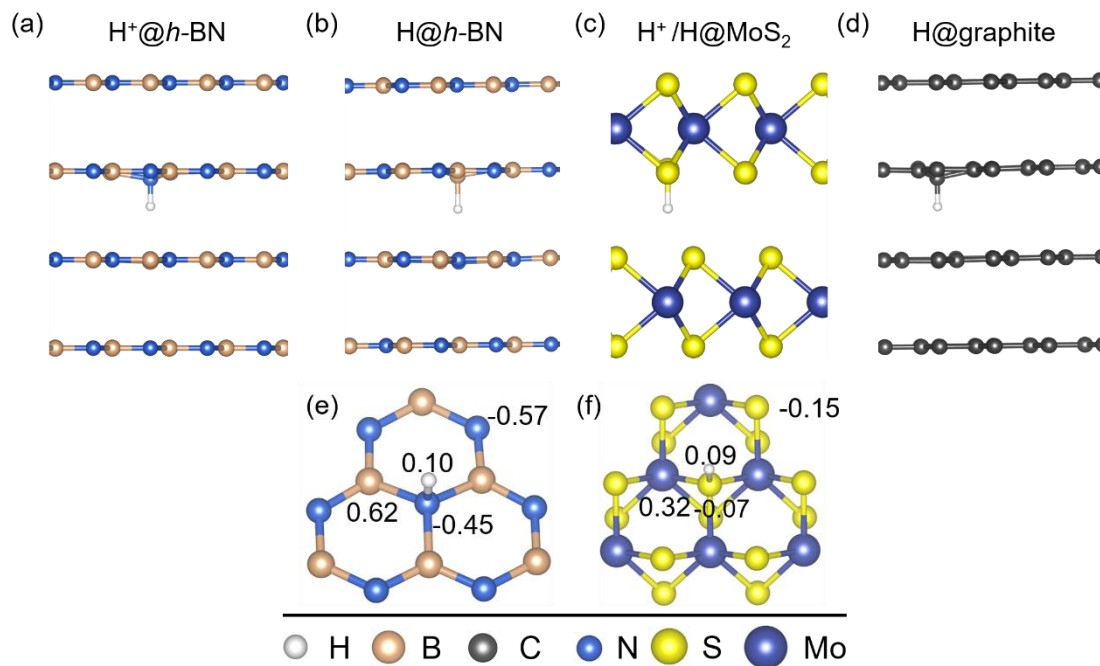 (a) H⁺@h-BN
(b) H@h-BN
(c) H⁺/H@MoS₂
(d) H@graphite
(e)
-0.57
0.10
0.62
-0.45
(f)
-0.15
0.09
0.32
-0.07
H B C N S Mo